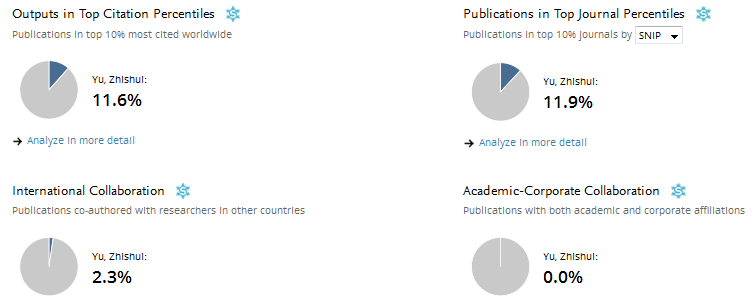 Outputs in Top Citation Percentiles
Publications in top 10% most cited worldwide
Yu, Zhishui:
11.6%
➔ Analyze in more detail
Publications in Top Journal Percentiles
Publications in top 10% journals by SNIP
Yu, Zhishui:
11.9%
➔ Analyze in more detail
International Collaboration
Publications co-authored with researchers in other countries
Yu, Zhishui:
2.3%
Academic-Corporate Collaboration
Publications with both academic and corporate affiliations
Yu, Zhishui:
0.0%